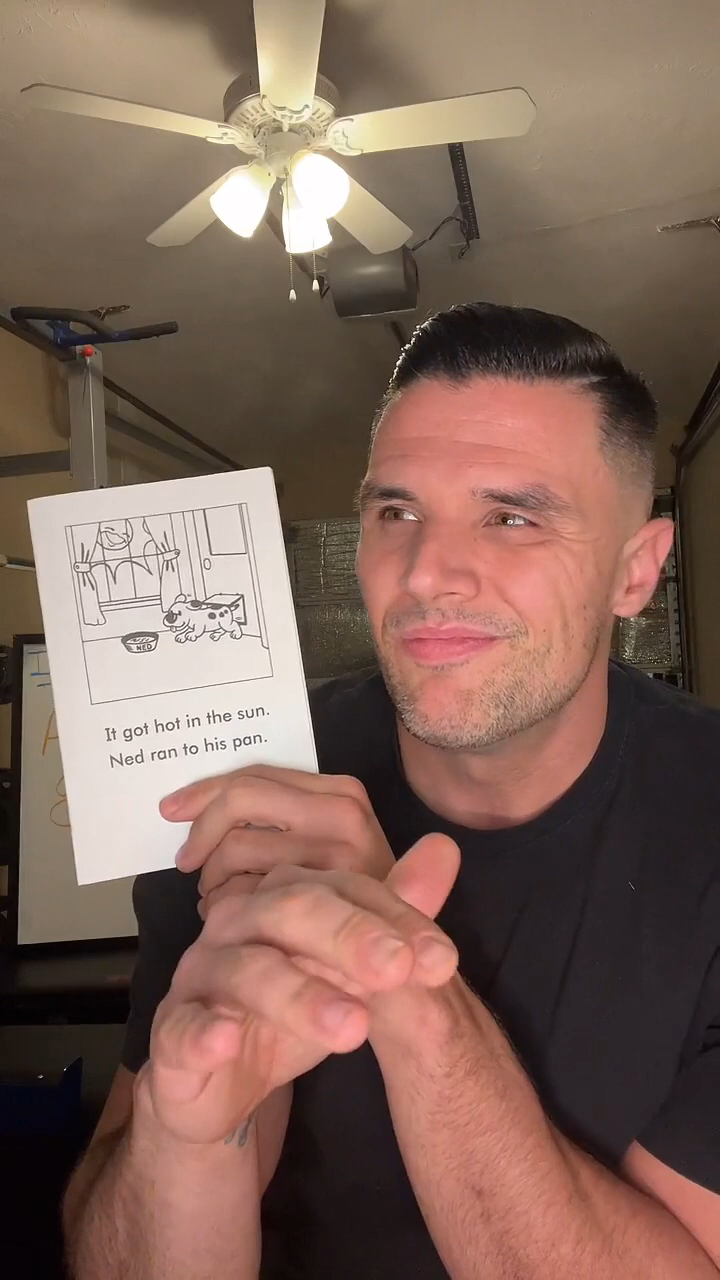 NED
It got hot in the sun.
Ned ran to his pan.